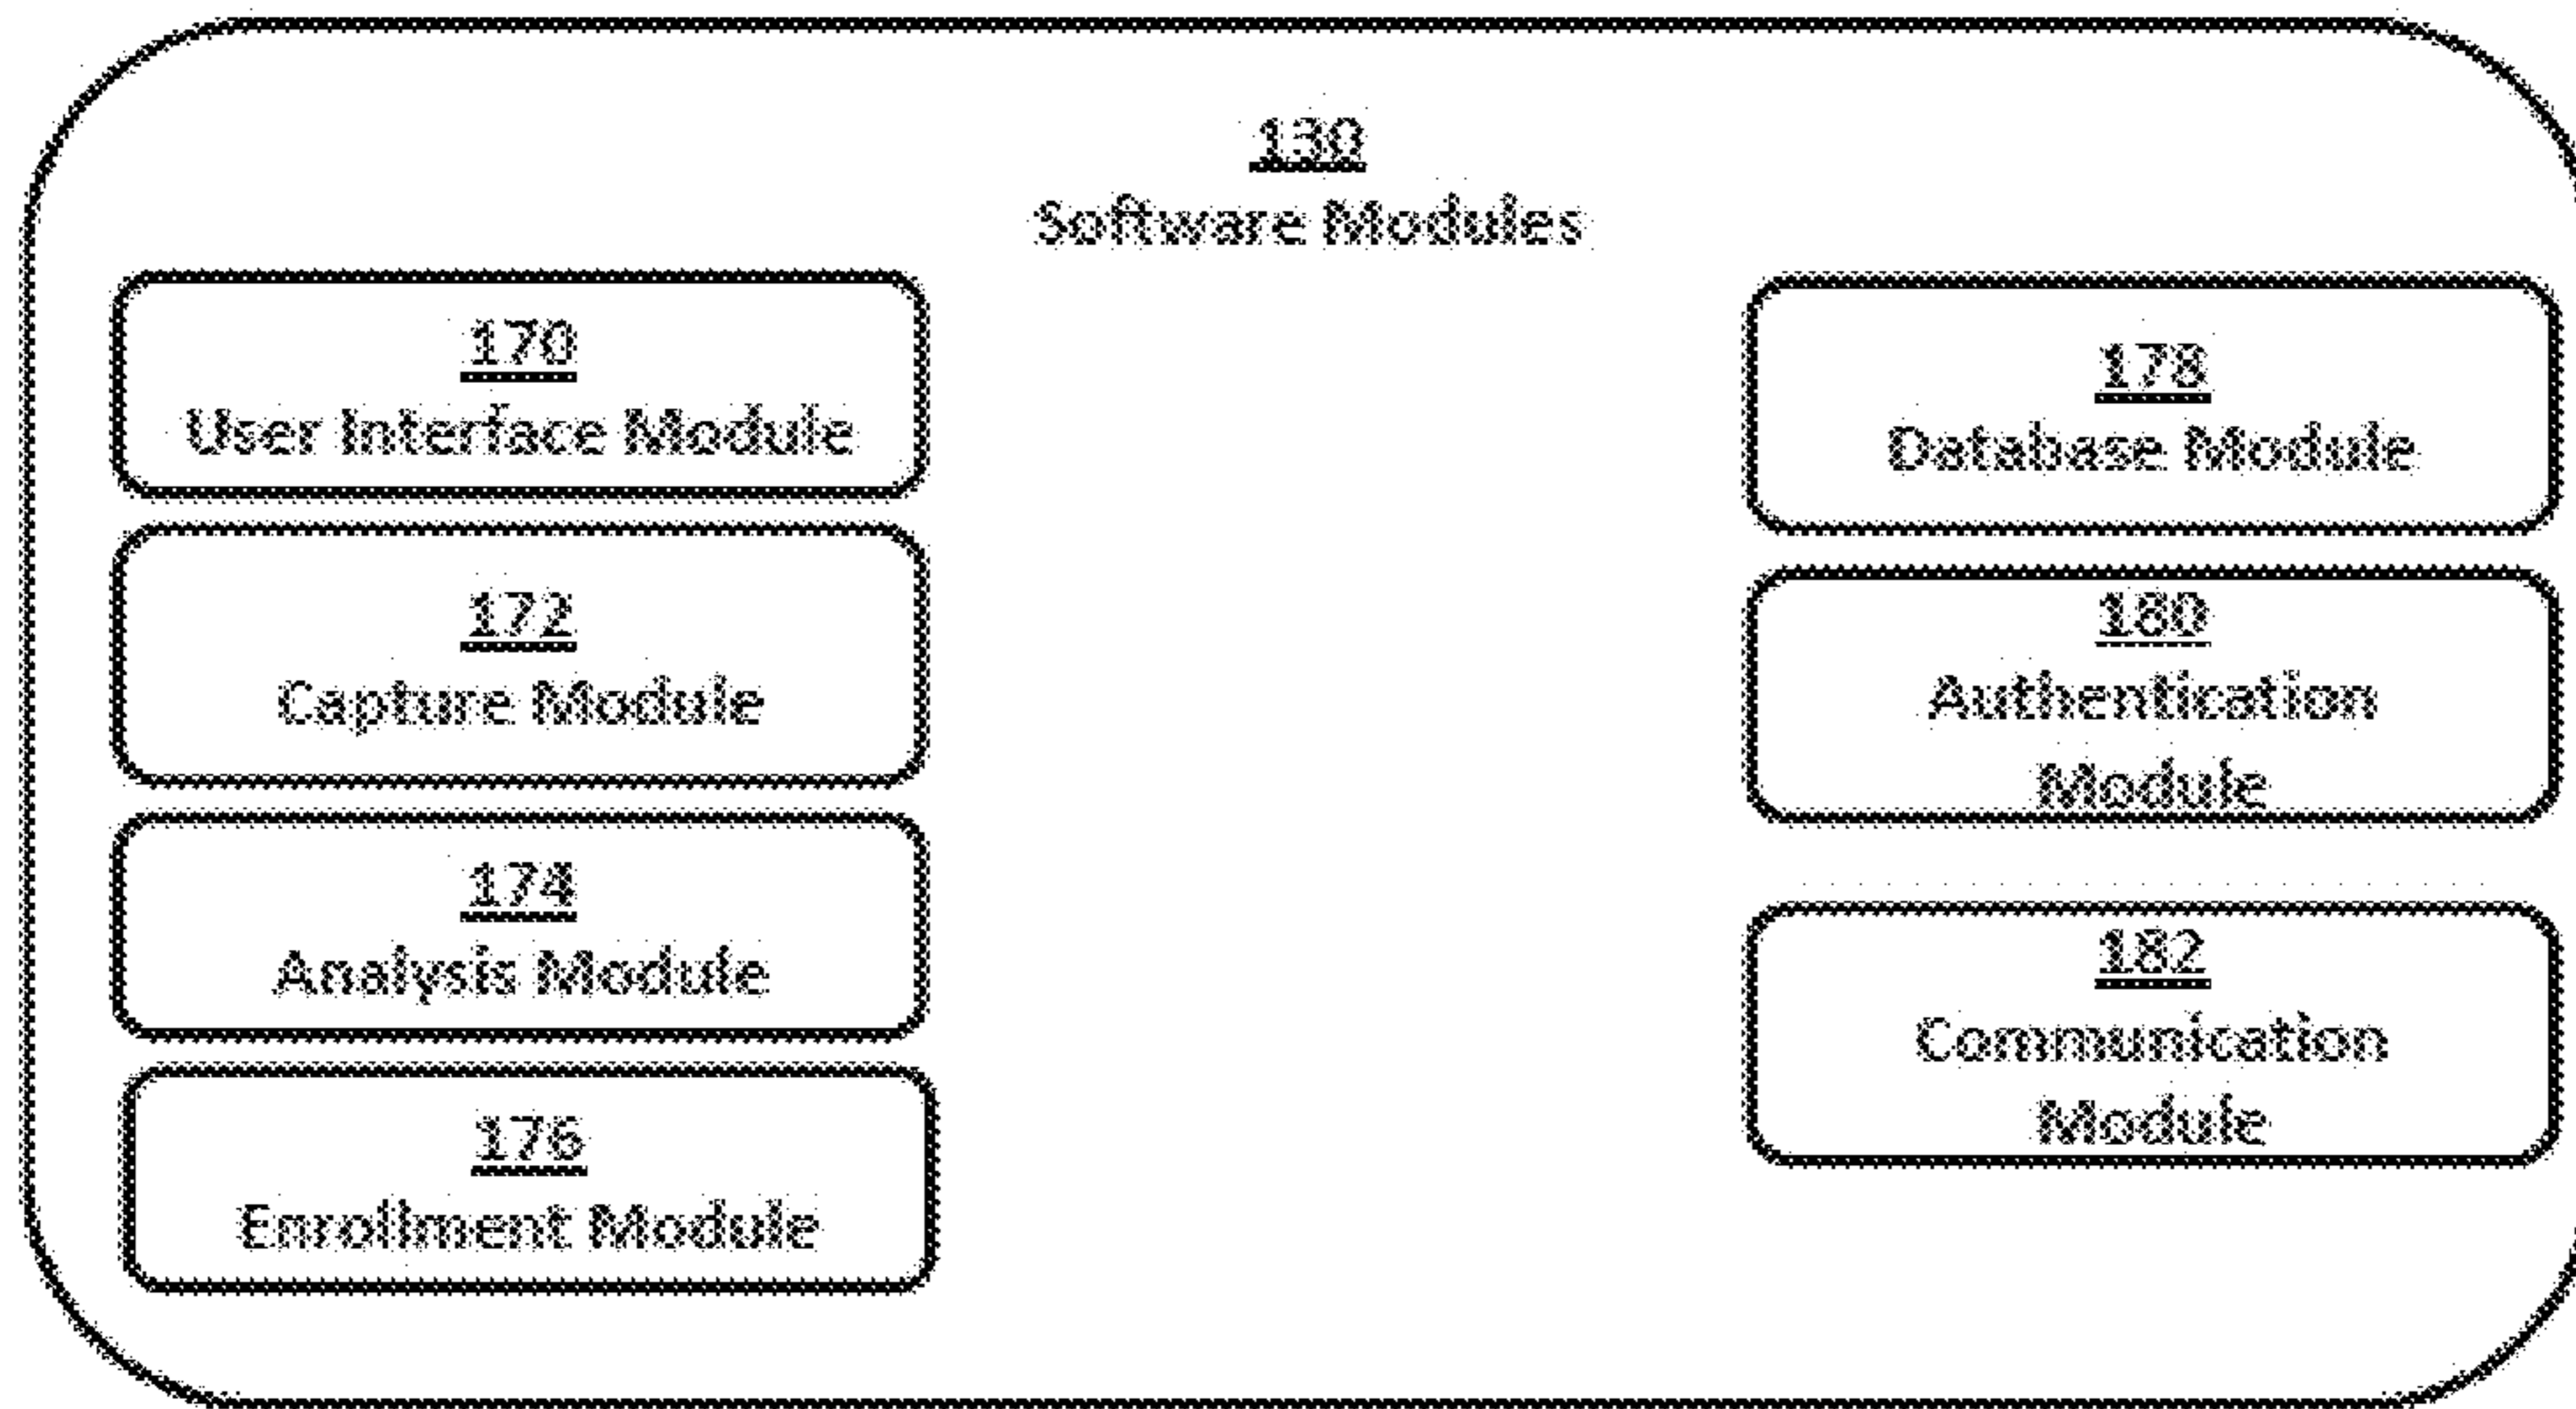 130
Software Modules
170
User Interface Module
172
Capture Module
174
Analysis Module
176
Enrollment Module
178
Database Module
180
Authentication
Module
182
Communication
Module